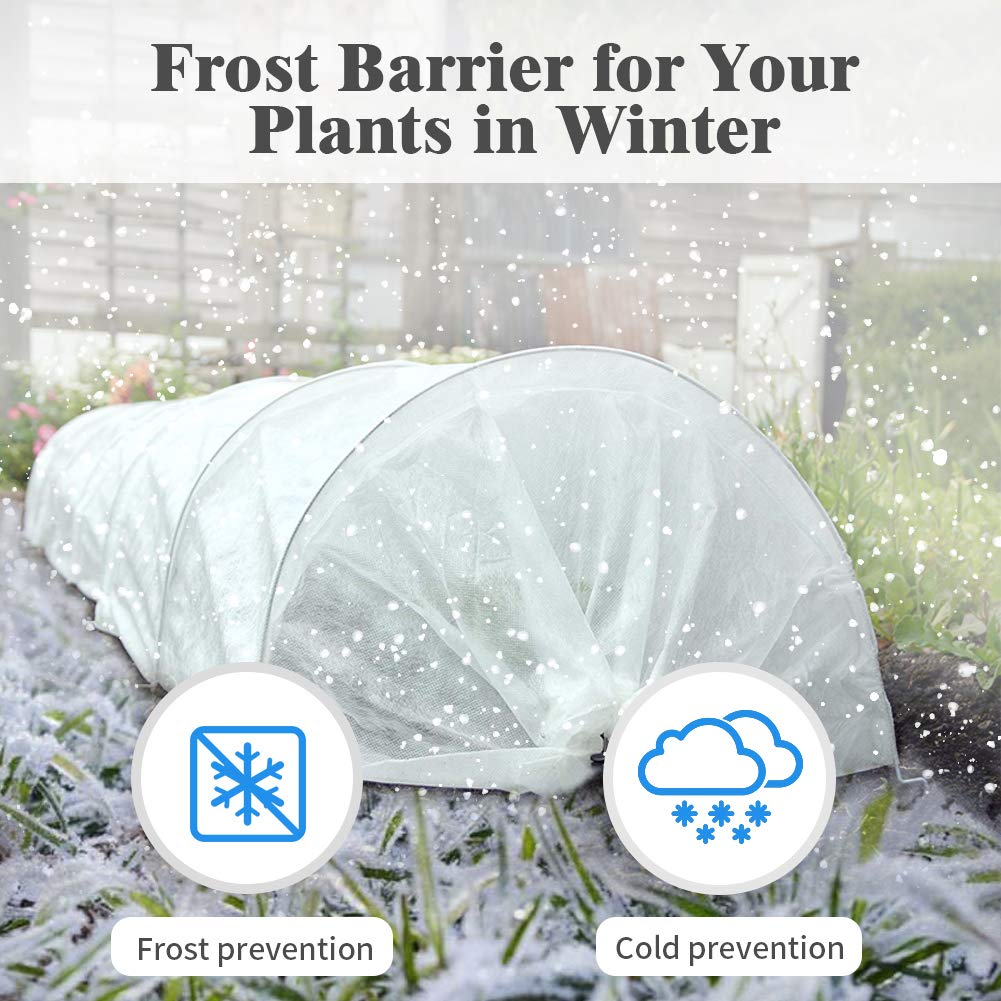 Frost Barrier for Your
Plants in Winter
Frost prevention
Cold prevention